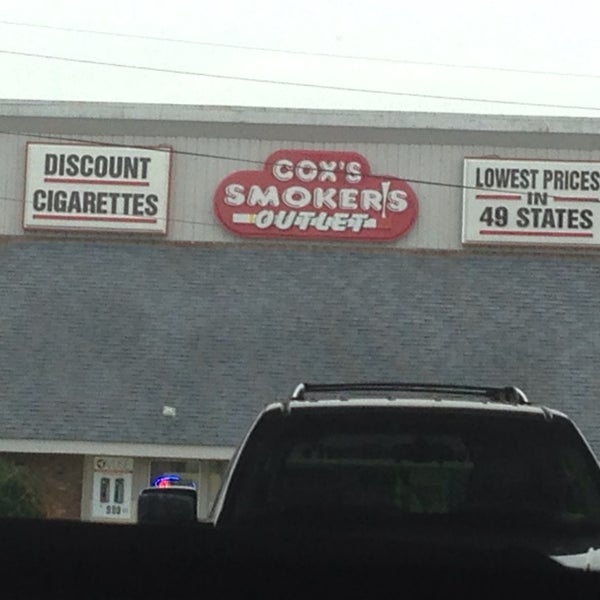 DISCOUNT
CIGARETTES
COX'S
SMOKER'S
OUTLET
LOWEST PRICES
IN
49 STATES